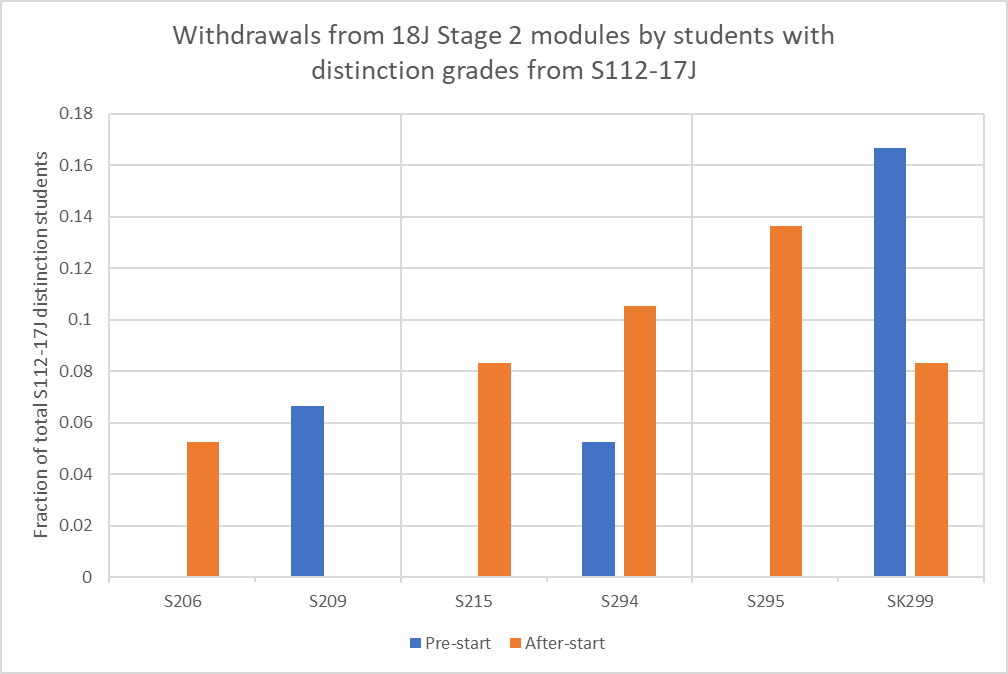 Withdrawals from 18J Stage 2 modules by students with
distinction grades from S112-17J
Fraction of total S112-17J distinction students
0.18
0.16
0.14
0.12
0.1
0.08
0.06
0.04
0.02
0
S206 S209 S215 S294 S295 SK299
Pre-start After-start